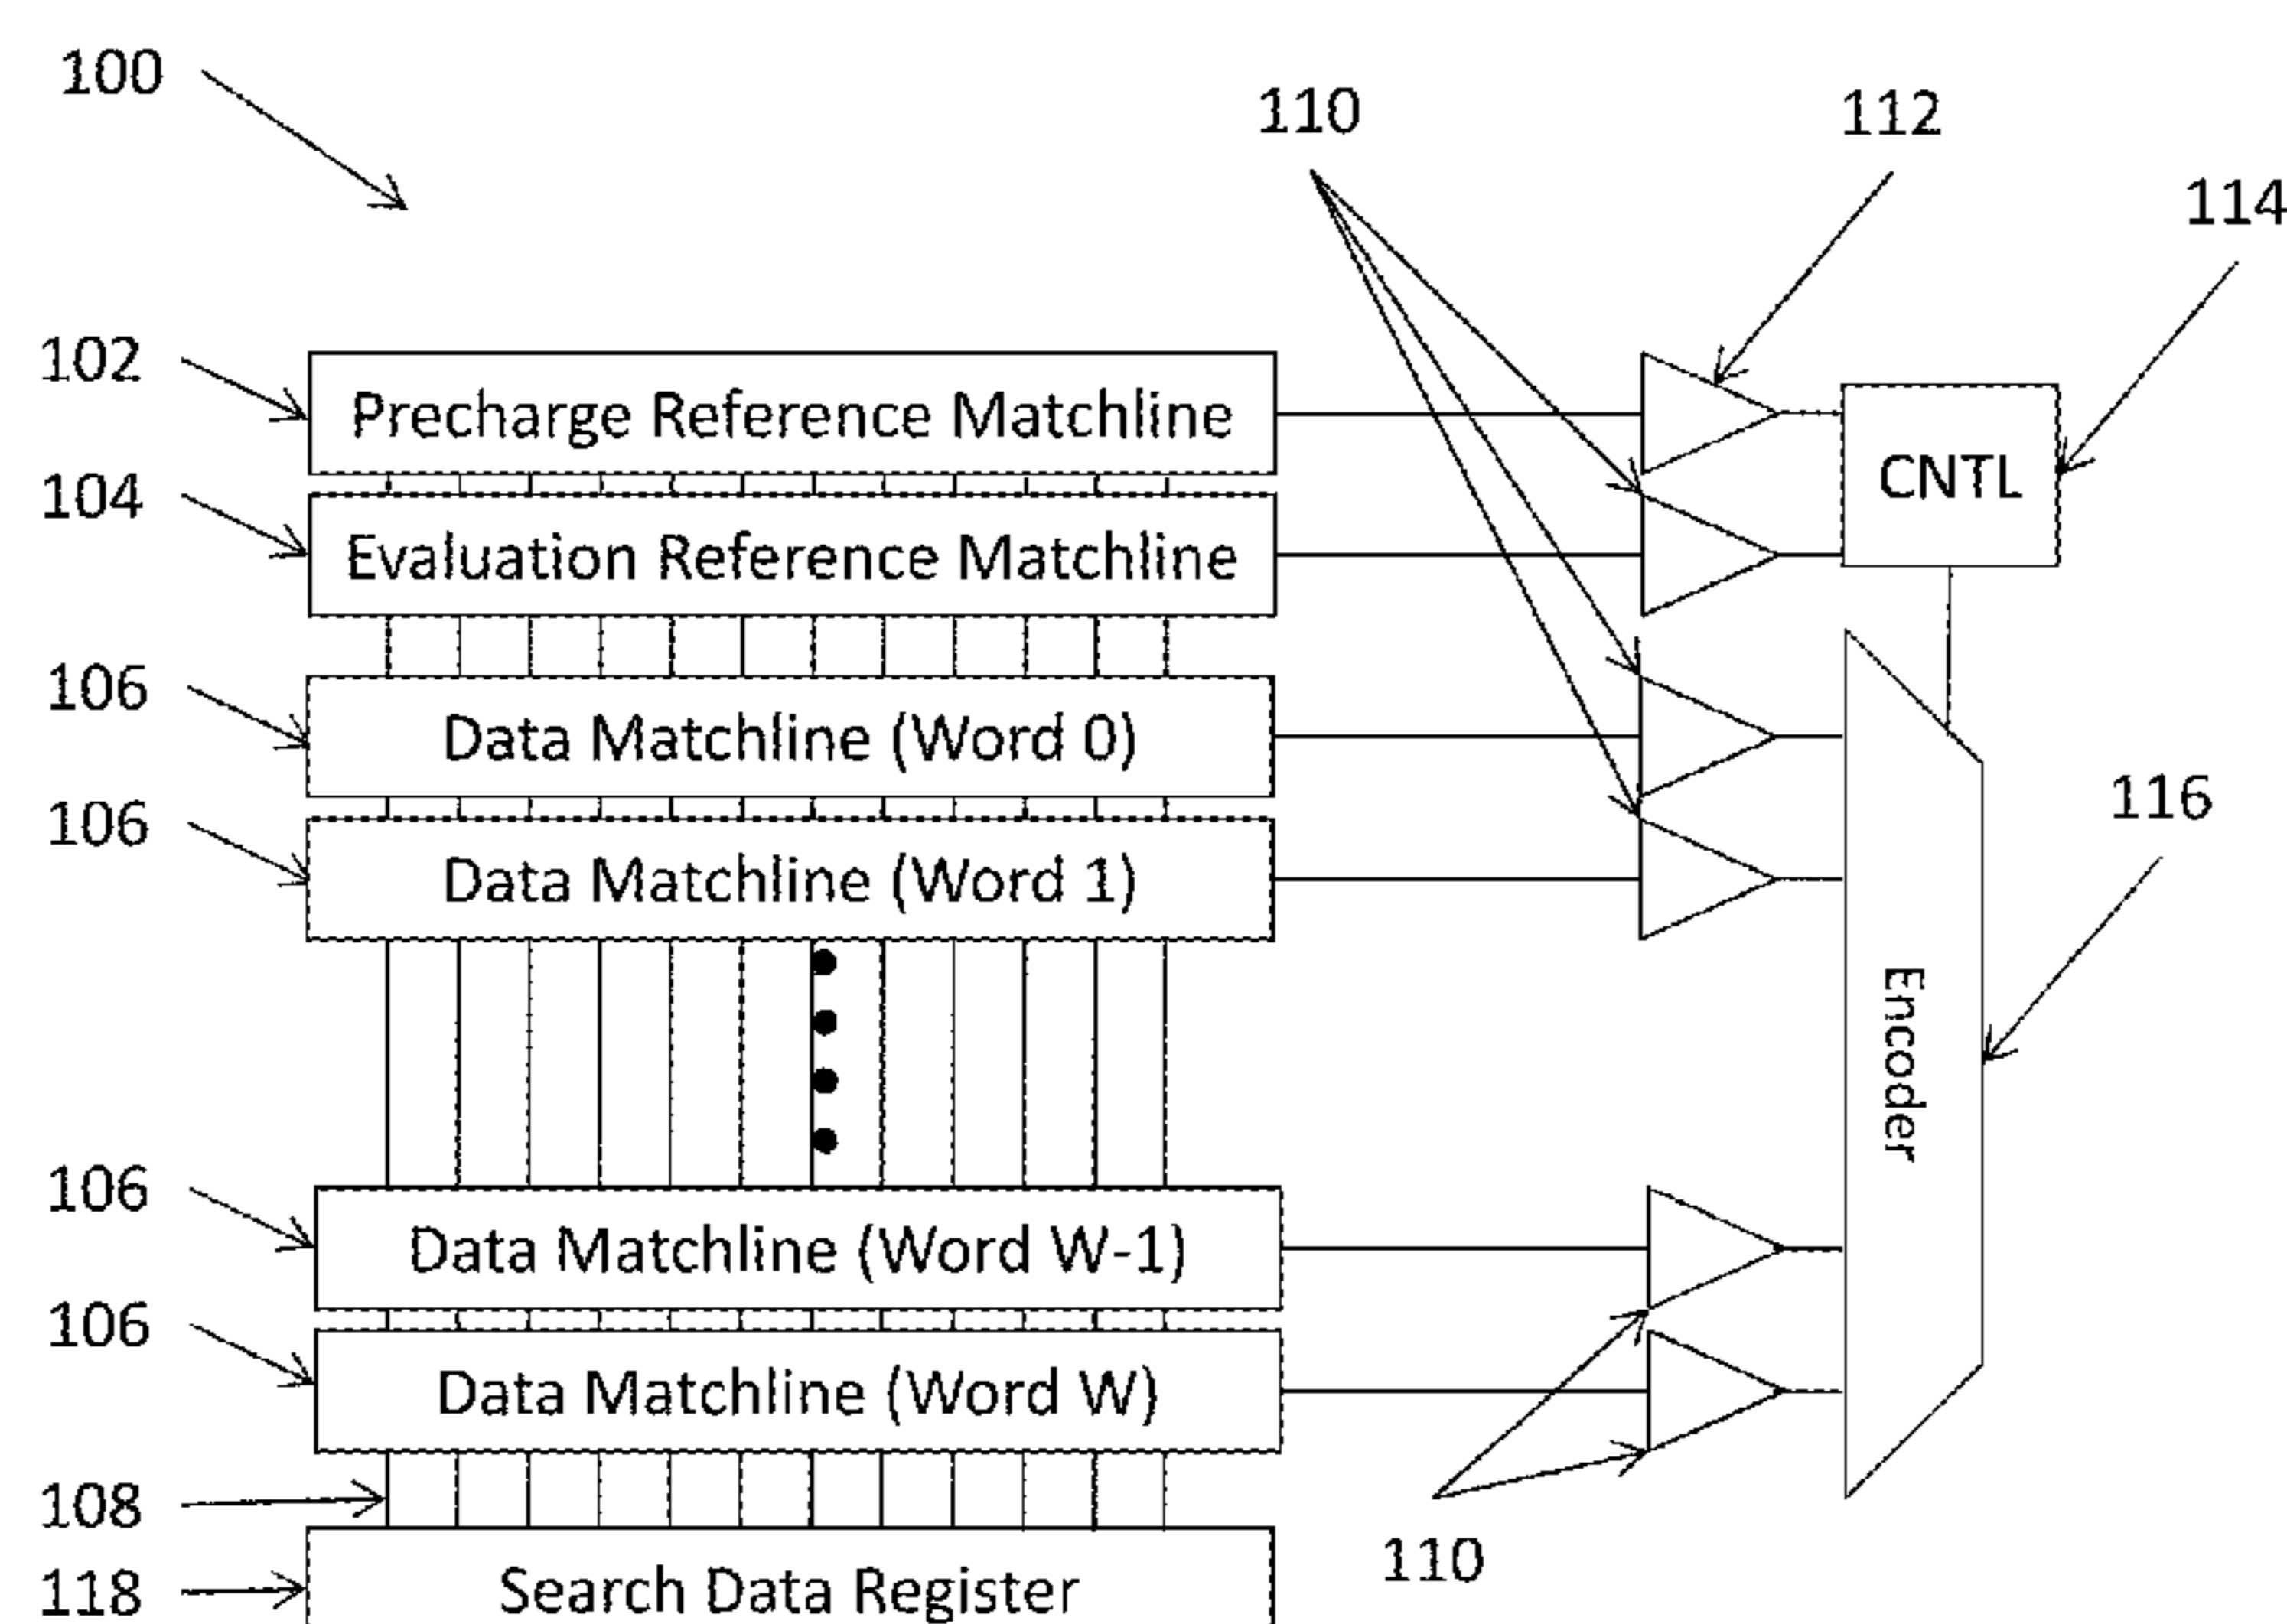 100
110
112
114
102
Precharge Reference Matchline
CNTL
104
Evaluation Reference Matchline
106
Data Matchline (Word 0)
106
Data Matchline (Word 1)
116
Encoder
106
Data Matchline (Word W-1)
106
Data Matchline (Word W)
108
110
118
Search Data Register